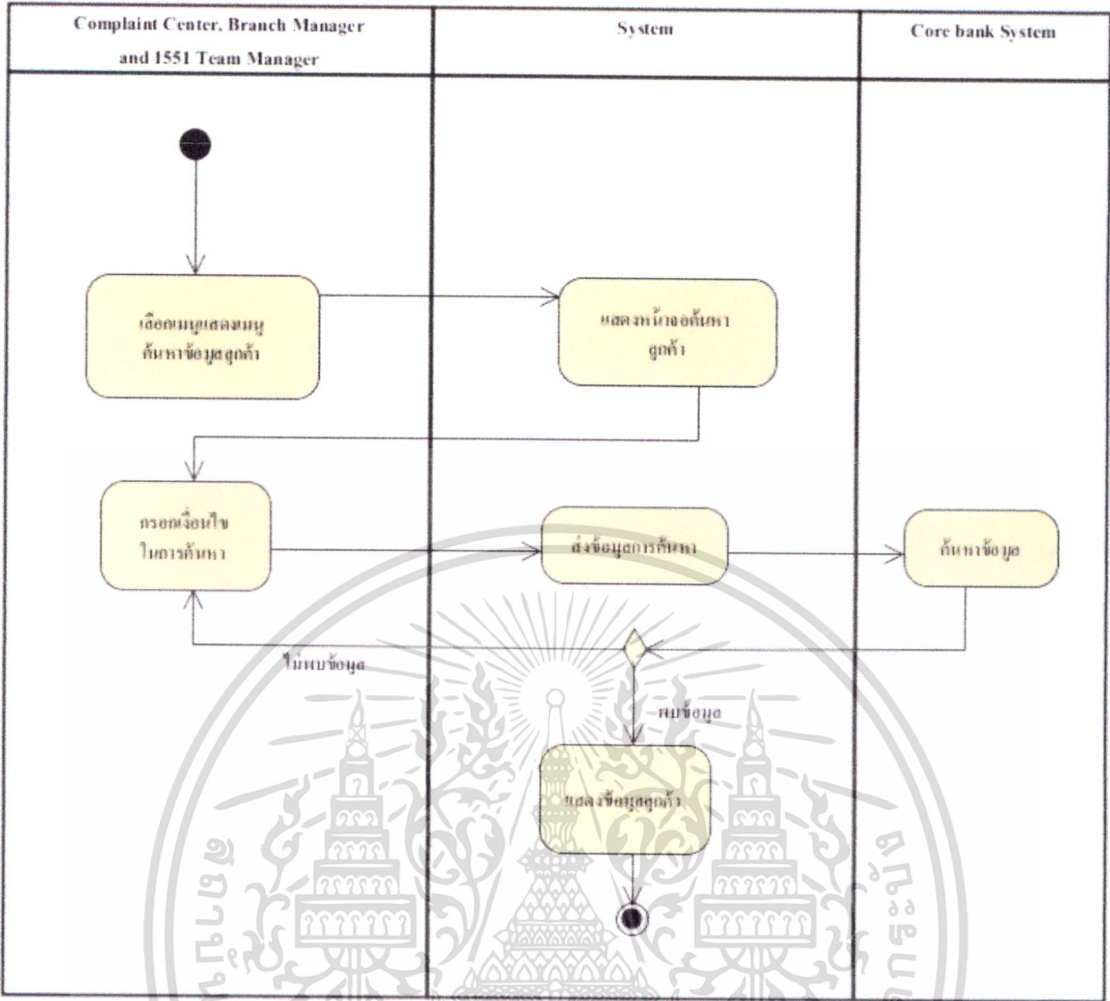 Complaint Center, Branch Manager
and 1551 Team Manager
System
Core bank System
เลือกเมนูแสดงเมนู
ค้นหาข้อมูลลูกค้า
แสดงหน้าจอค้นหา
ลูกค้า
กรอกเงื่อนไข
ในการค้นหา
ส่งข้อมูลการค้นหา
ค้นหาข้อมูล
ไม่พบข้อมูล
พบข้อมูล
แสดงข้อมูลลูกค้า